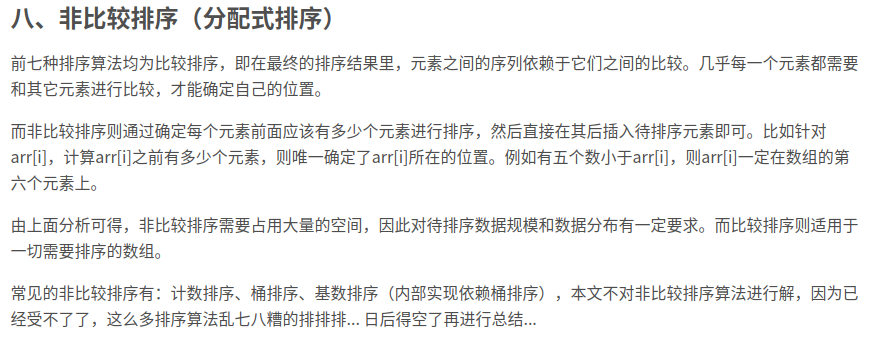 八、非比较排序（分配式排序）
前七种排序算法均为比较排序，即在最终的排序结果里，元素之间的序列依赖于它们之间的比较。几乎每一个元素都需要
和其它元素进行比较，才能确定自己的位置。
而非比较排序则通过确定每个元素前面应该有多少个元素进行排序，然后直接在其后插入待排序元素即可。比如针对
arr[i]，计算arr[i]之前有多少个元素，则唯一确定了arr[i]所在的位置。例如有五个数小于arr[i]，则arr[i]一定在数组的第
六个元素上。
由上面分析可得，非比较排序需要占用大量的空间，因此对待排序数据规模和数据分布有一定要求。而比较排序则适用于
一切需要排序的数组。
常见的非比较排序有：计数排序、桶排序、基数排序（内部实现依赖桶排序），本文不对非比较排序算法进行解，因为已
经受不了了，这么多排序算法乱七八糟的排排排... 日后得空了再进行总结...